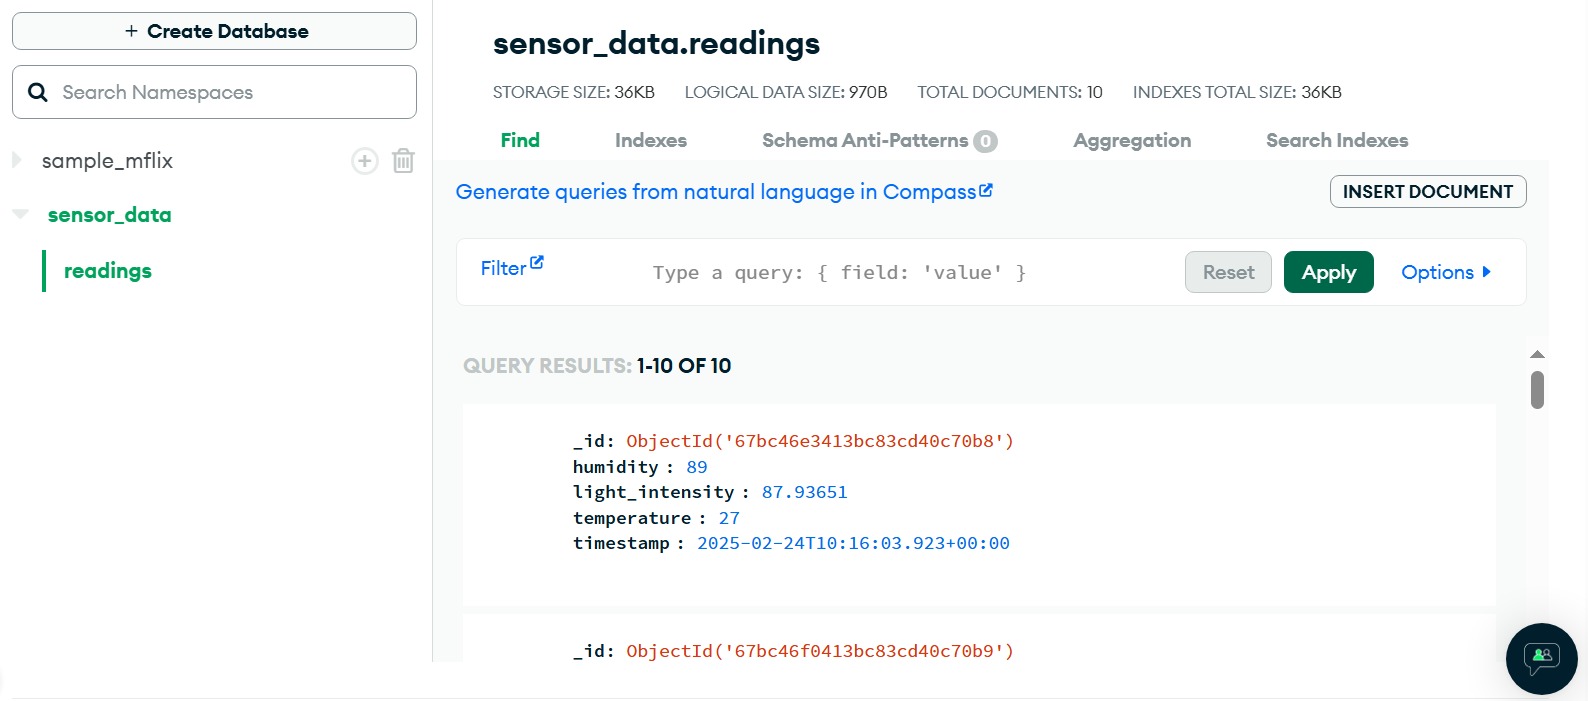 + Create Database
Search Namespaces
sample_mflix
sensor_data
readings
sensor_data.readings
STORAGE SIZE: 36KB LOGICAL DATA SIZE: 970B TOTAL DOCUMENTS: 10 INDEXES TOTAL SIZE: 36KB
Find Indexes Schema Anti-Patterns 0 Aggregation Search Indexes
Generate queries from natural language in Compass
INSERT DOCUMENT
Filter Type a query: { field: 'value' } Reset Apply Options
QUERY RESULTS: 1-10 OF 10
_id: ObjectId('67bc46e3413bc83cd40c70b8')
humidity : 89
light_intensity : 87.93651
temperature : 27
timestamp : 2025-02-24T10:16:03.923+00:00
_id: ObjectId('67bc46f0413bc83cd40c70b9')